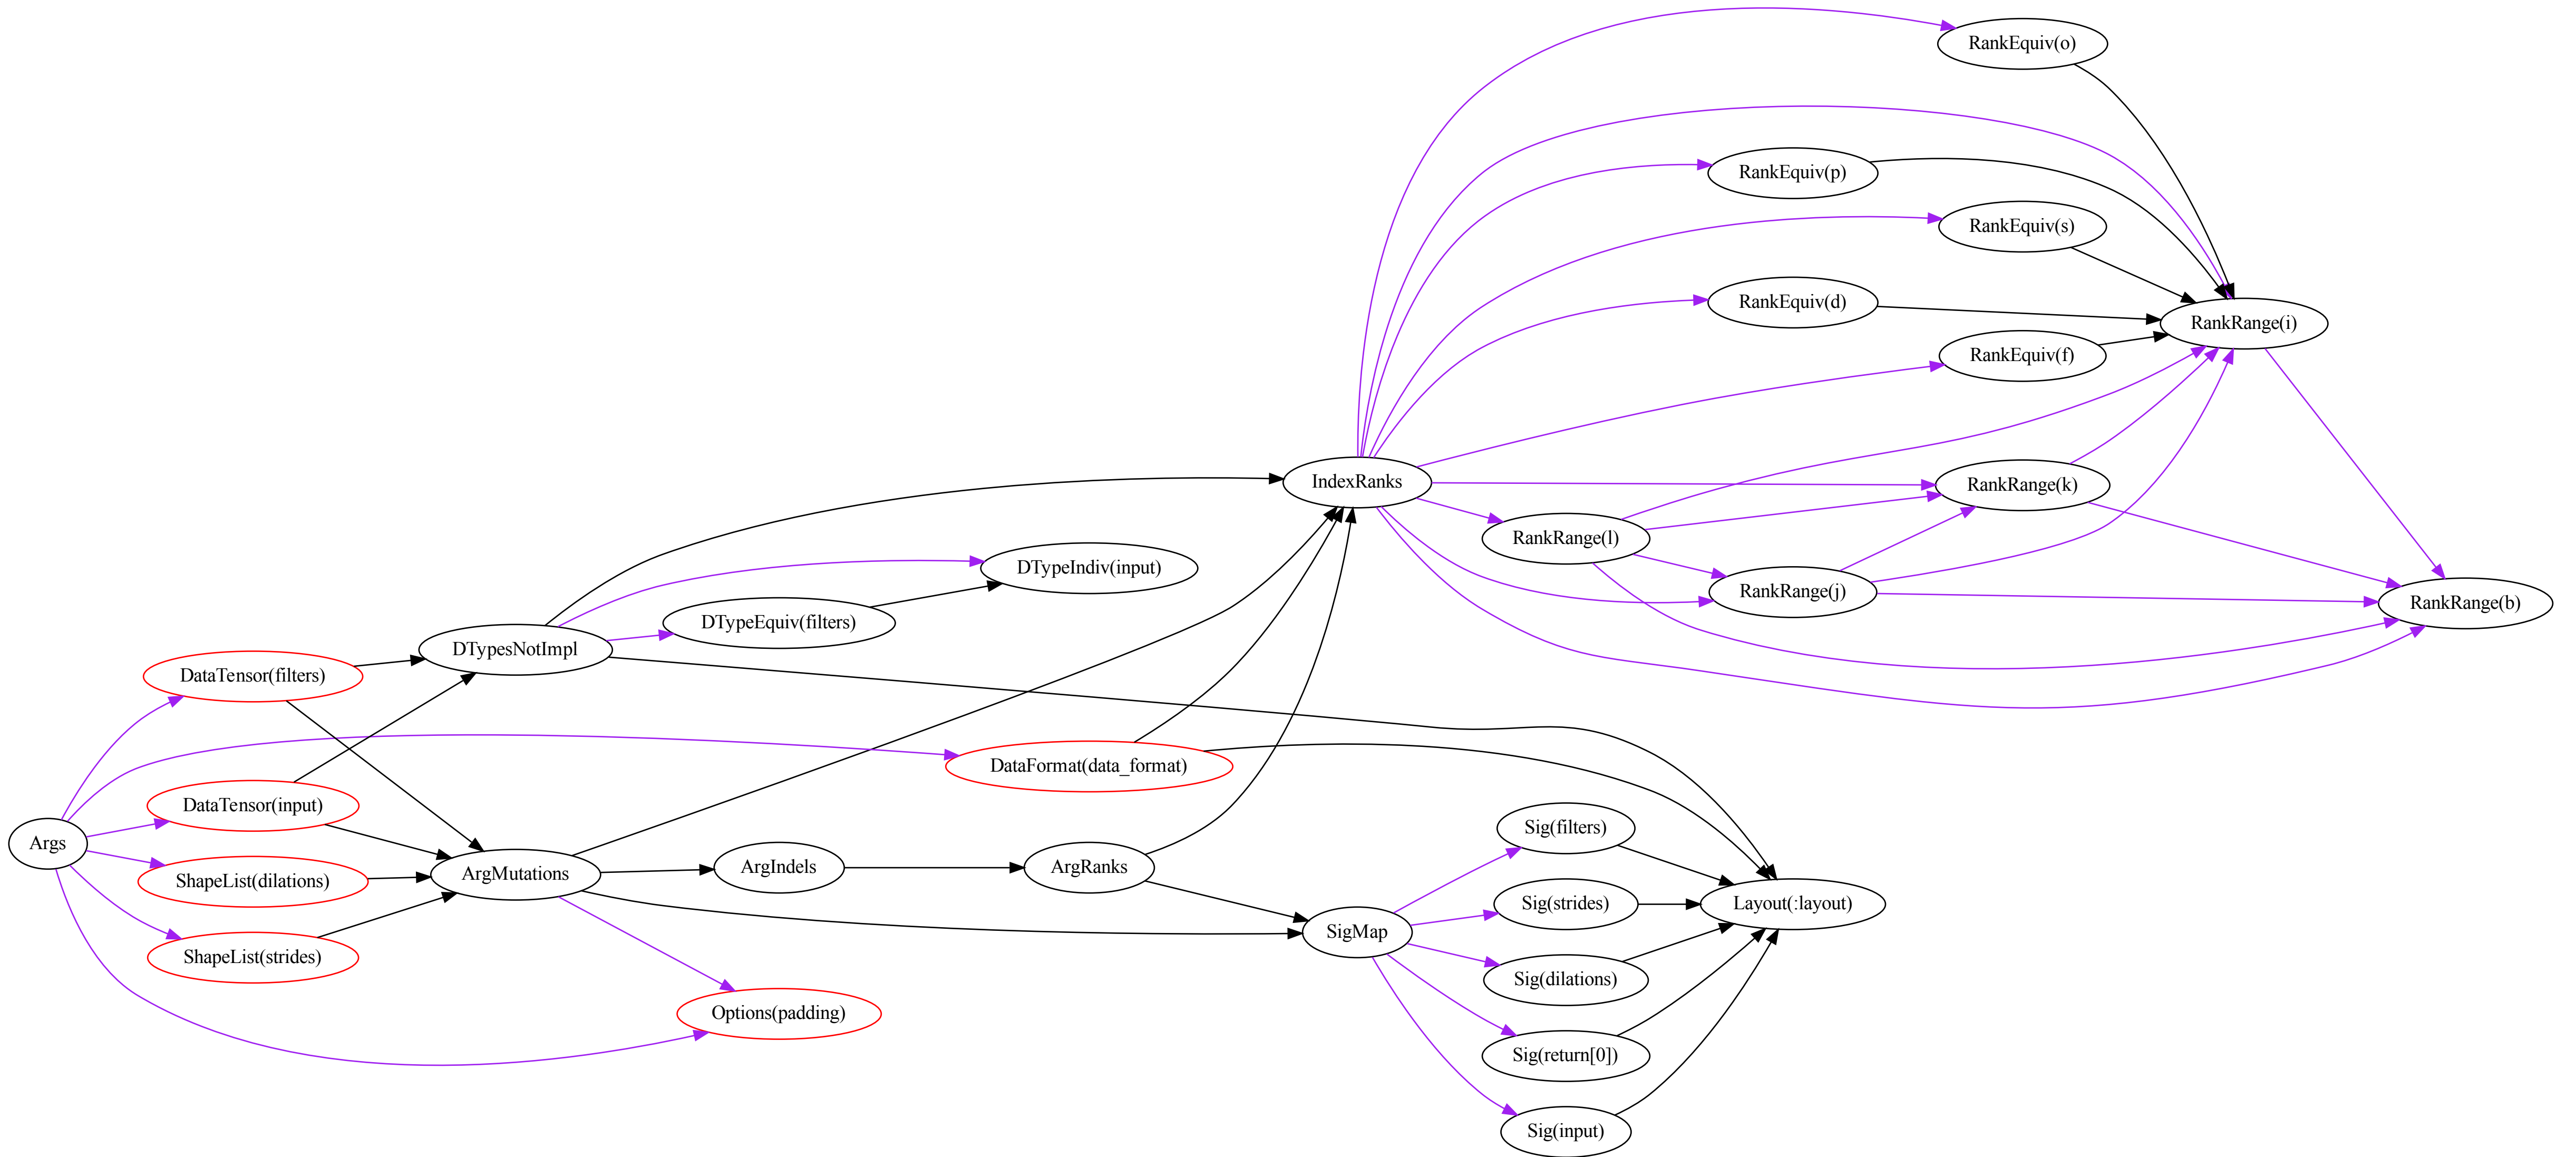 RankEquiv(o)
RankEquiv(p)
RankEquiv(s)
RankEquiv(d)
RankRange(i)
RankEquiv(f)
IndexRanks
RankRange(k)
RankRange(l)
DTypeIndiv(input)
RankRange(j)
RankRange(b)
DTypeEquiv(filters)
DTypesNotImpl
DataTensor(filters)
DataFormat(data_format)
DataTensor(input)
Sig(filters)
Args
ArgIndels
ArgRanks
ArgMutations
ShapeList(dilations)
Sig(strides)
Layout(:layout)
SigMap
ShapeList(strides)
Sig(dilations)
Options(padding)
Sig(return[0])
Sig(input)